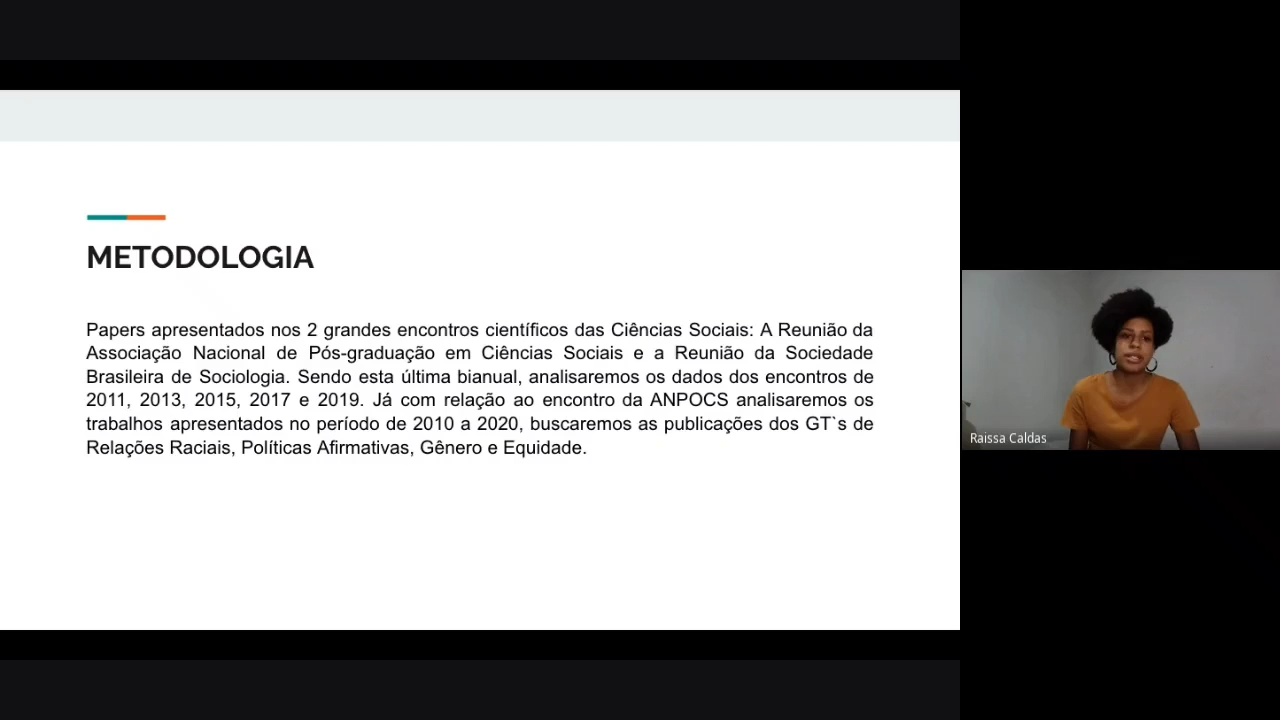 METODOLOGIA
Papers apresentados nos 2 grandes encontros científicos das Ciências Sociais: A Reunião da
Associação Nacional de Pós-graduação em Ciências Sociais e a Reunião da Sociedade
Brasileira de Sociologia. Sendo esta última bianual, analisaremos os dados dos encontros de
2011, 2013, 2015, 2017 e 2019. Já com relação ao encontro da ANPOCS analisaremos os
trabalhos apresentados no período de 2010 a 2020, buscaremos as publicações dos GT`s de
Relações Raciais, Políticas Afirmativas, Gênero e Equidade.
Raissa Caldas